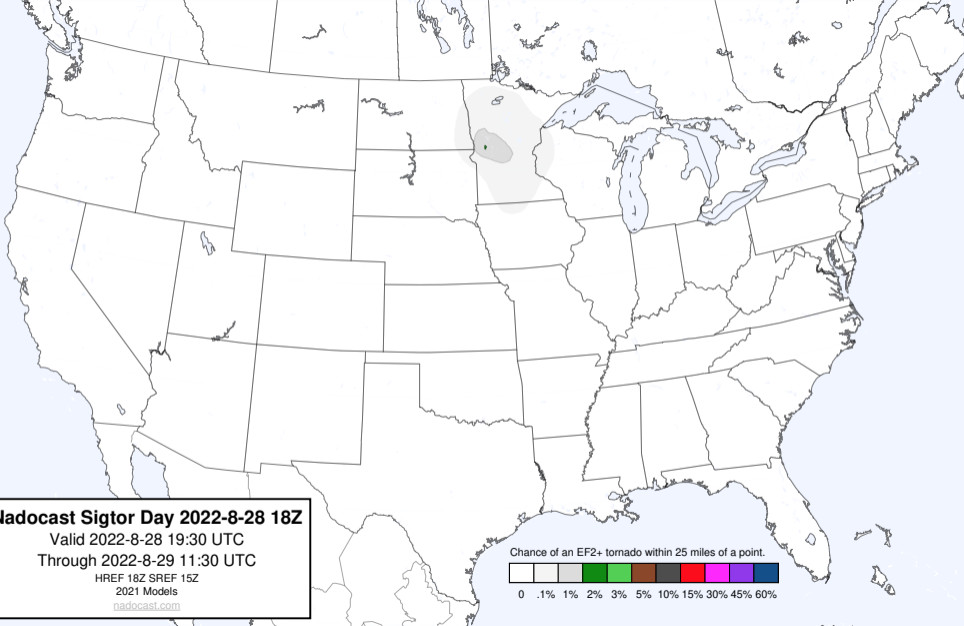 Nadocast Sigtor Day 2022-8-28 18Z
Valid 2022-8-28 19:30 UTC
Through 2022-8-29 11:30 UTC
HREF 18Z SREF 15Z
2021 Models
nadocast.com
Chance of an EF2+ tornado within 25 miles of a point.
0 .1% 1% 2% 3% 5% 10% 15% 30% 45% 60%